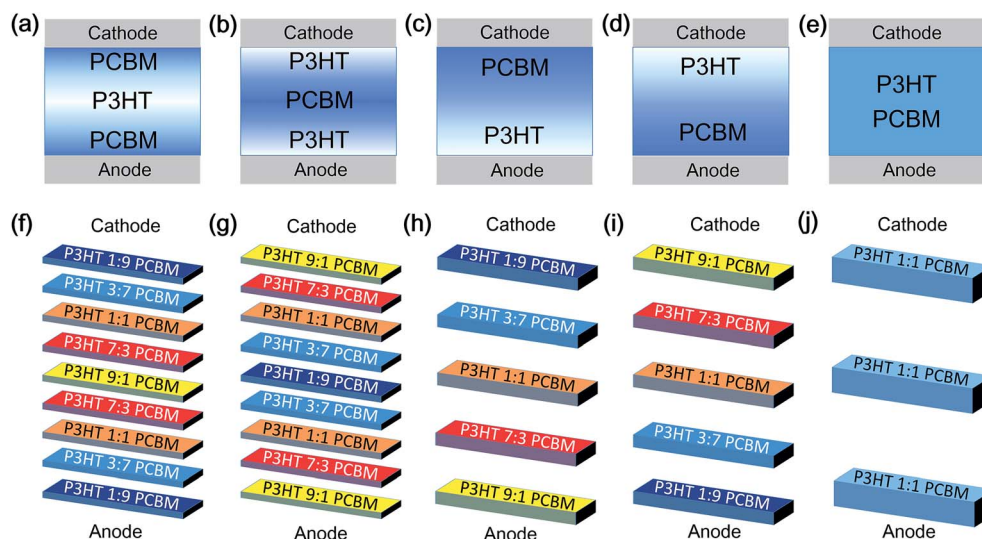 (a)
Cathode
PCBM
P3HT
PCBM
Anode
(b)
Cathode
P3HT
PCBM
P3HT
Anode
(c)
Cathode
PCBM
P3HT
Anode
(d)
Cathode
P3HT
PCBM
Anode
(e)
Cathode
P3HT
PCBM
Anode
(f)
Cathode
P3HT 1:9 PCBM
P3HT 3:7 PCBM
P3HT 1:1 PCBM
P3HT 7:3 PCBM
P3HT 9:1 PCBM
P3HT 7:3 PCBM
P3HT 1:1 PCBM
P3HT 3:7 PCBM
P3HT 1:9 PCBM
Anode
(g)
Cathode
P3HT 9:1 PCBM
P3HT 7:3 PCBM
P3HT 1:1 PCBM
P3HT 3:7 PCBM
P3HT 1:9 PCBM
P3HT 3:7 PCBM
P3HT 1:1 PCBM
P3HT 7:3 PCBM
P3HT 9:1 PCBM
Anode
(h)
Cathode
P3HT 1:9 PCBM
P3HT 3:7 PCBM
P3HT 1:1 PCBM
P3HT 7:3 PCBM
P3HT 9:1 PCBM
Anode
(i)
Cathode
P3HT 9:1 PCBM
P3HT 7:3 PCBM
P3HT 1:1 PCBM
P3HT 3:7 PCBM
P3HT 1:9 PCBM
Anode
(j)
Cathode
P3HT 1:1 PCBM
P3HT 1:1 PCBM
P3HT 1:1 PCBM
Anode